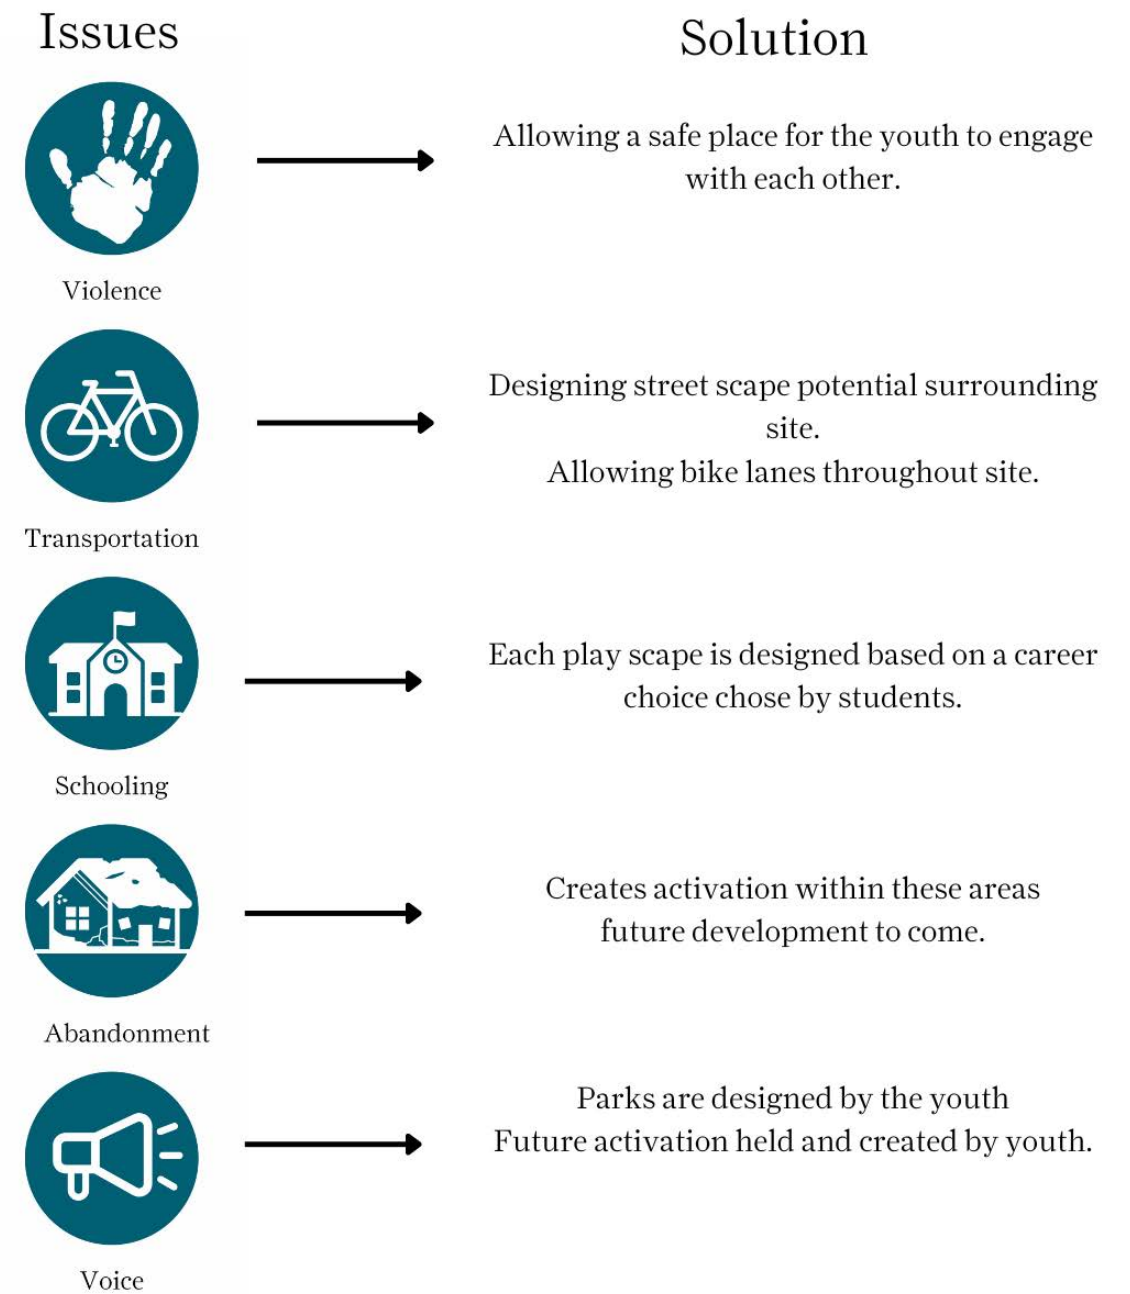 Issues
Solution
Allowing a safe place for the youth to engage
with each other.
Violence
Designing street scape potential surrounding
site.
Allowing bike lanes throughout site.
Transportation
Each play scape is designed based on a career
choice chose by students.
Schooling
Creates activation within these areas
future development to come.
Abandonment
Parks are designed by the youth
Future activation held and created by youth.
Voice